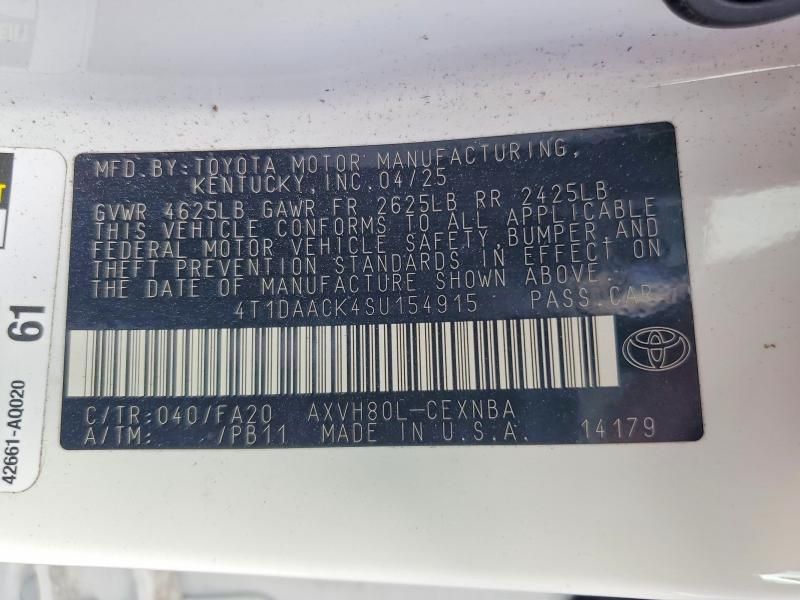 MFD.BY:TOYOTA MOTOR MANUFACTURING,
KENTUCKY,INC.04/25
GVWR 4625LB GAWR FR 2625LB RR 2425LB
THIS VEHICLE CONFORMS TO ALL APPLICABLE
FEDERAL MOTOR VEHICLE SAFETY,BUMPER AND
THEFT PREVENTION STANDARDS IN EFFECT ON
THE DATE OF MANUFACTURE SHOWN ABOVE.
4T1DAACK4SU154915 PASS.CAR
C/TR:040/FA20 AXVH80L-CEXNBA
A/TM: /PB11 MADE IN U.S.A. 14179
42661-A0020 61